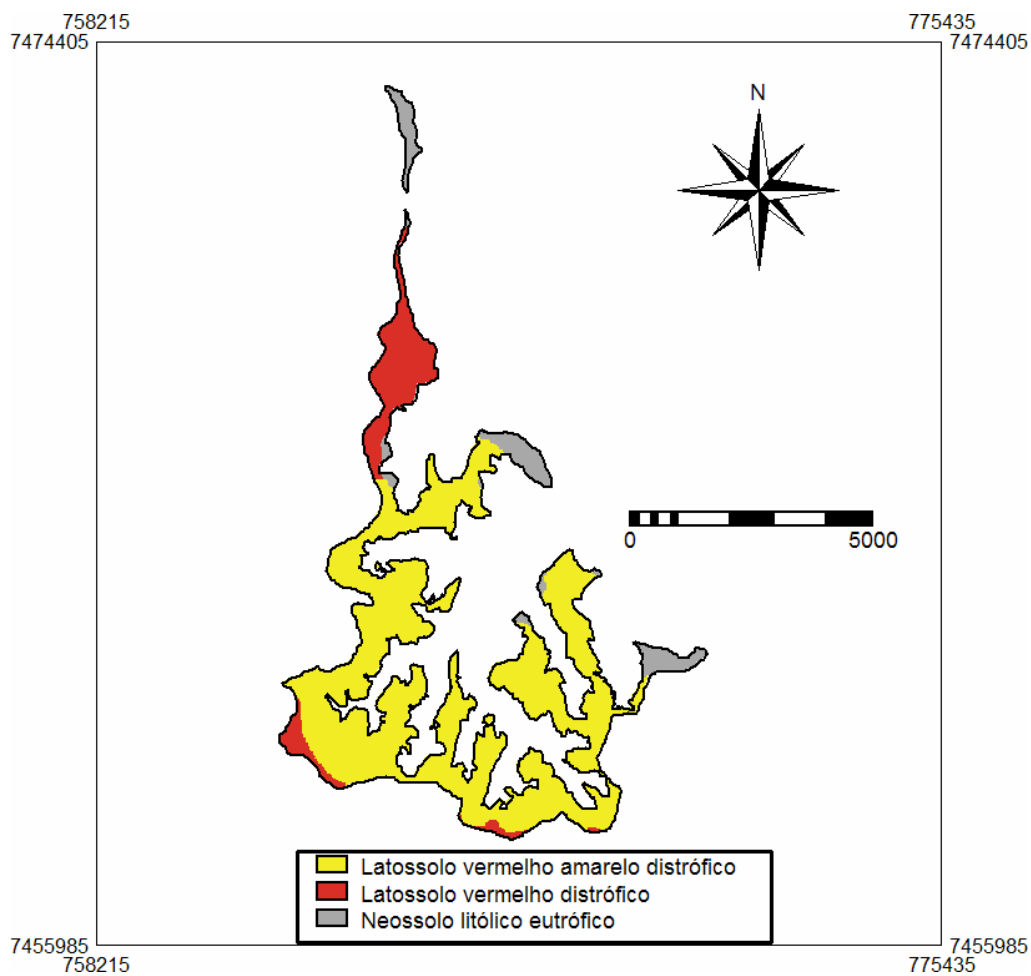 758215 775435
7474405 7474405
N
0 5000
Latossolo vermelho amarelo distrófico
Latossolo vermelho distrófico
Neossolo litólico eutrófico
7455985 7455985
758215 775435